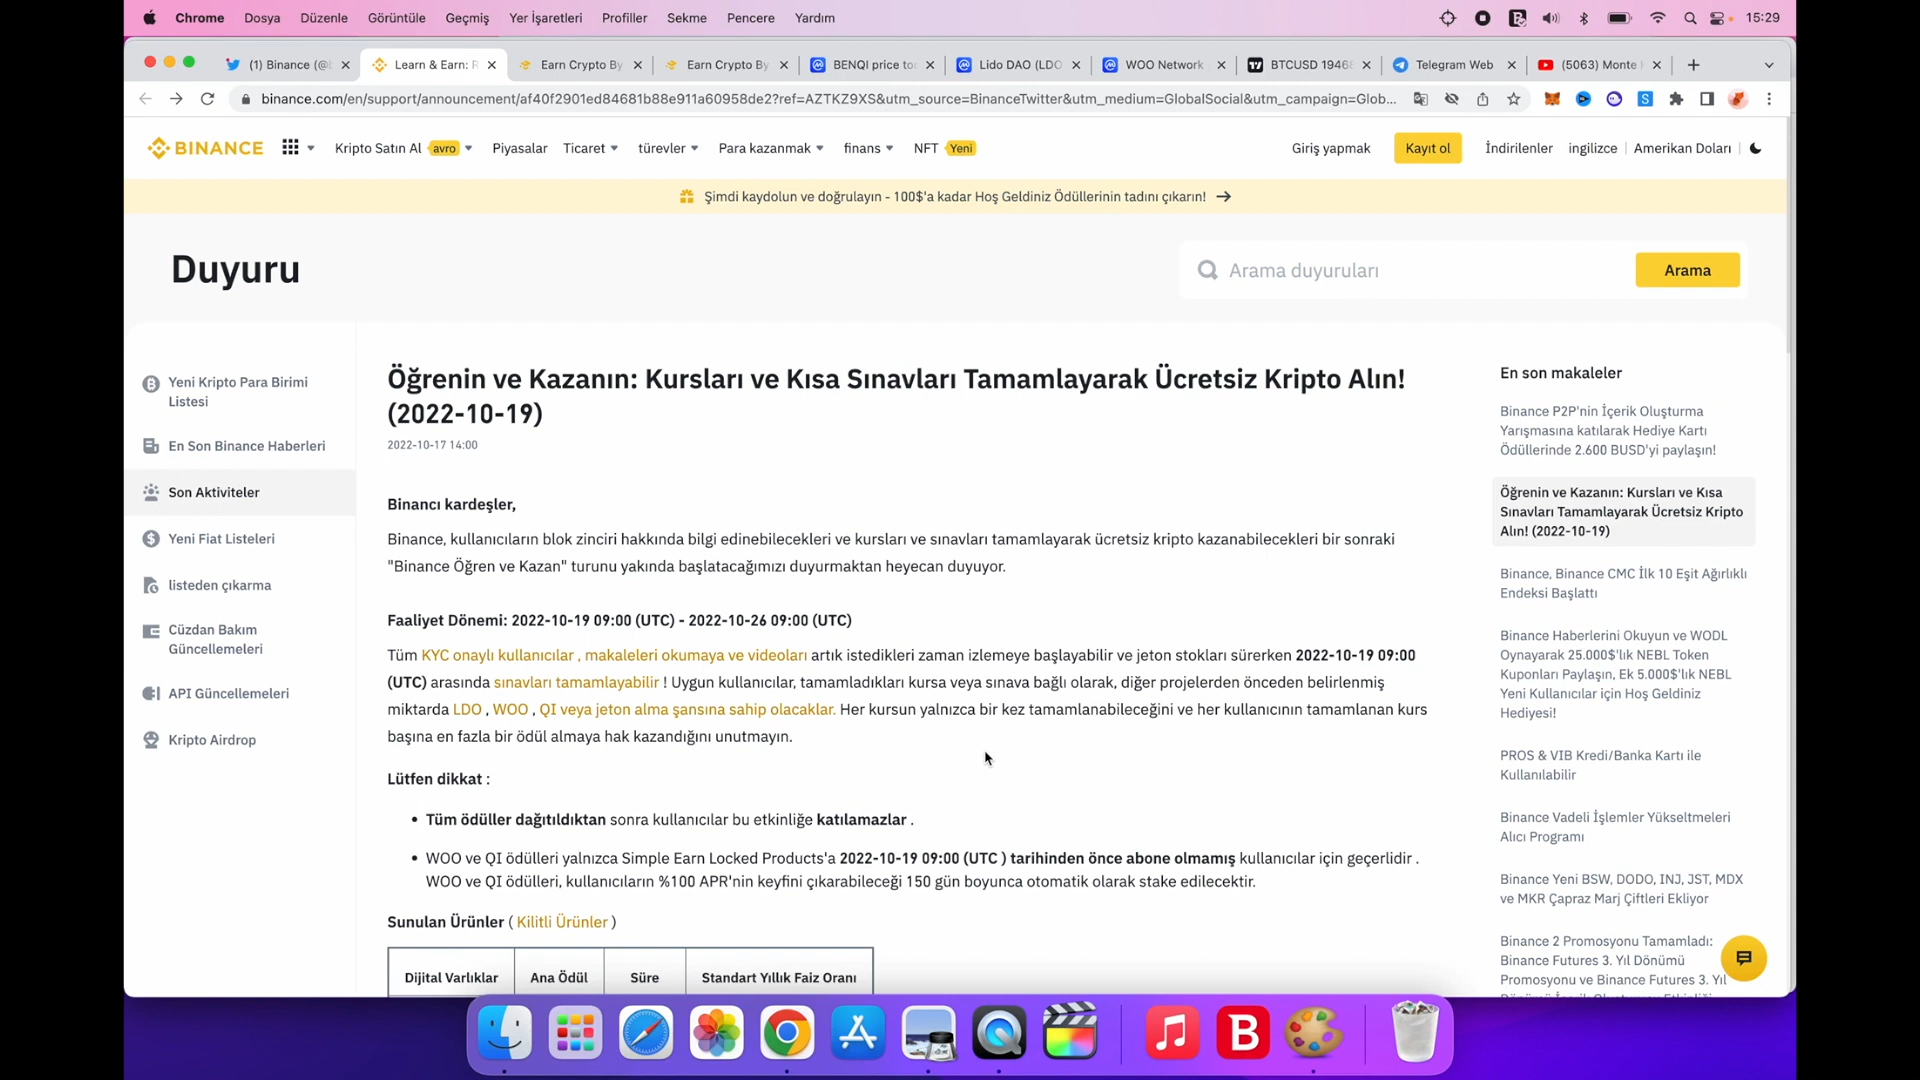 Chrome Dosya Düzenle Görüntüle Geçmiş Yer İşaretleri Profiller Sekme Pencere Yardım 15:29
(1) Binance (@b Learn & Earn: R Earn Crypto By Earn Crypto By BENQI price to Lido DAO (LDO WOO Network BTCUSD 1946 Telegram Web (5063) Monte
binance.com/en/support/announcement/af40f2901ed84681b88e911a60958de2?ref=AZTKZ9XS&utm_source=BinanceTwitter&utm_medium=GlobalSocial&utm_campaign=Glob...
BINANCE Kripto Satın Al avro Piyasalar Ticaret türevler Para kazanmak finans NFT Yeni Giriş yapmak Kayıt ol İndirilenler ingilizce Amerikan Doları
Şimdi kaydolun ve doğrulayın - 100$'a kadar Hoş Geldiniz Ödüllerinin tadını çıkarın!
Duyuru
Arama duyuruları
Arama
Yeni Kripto Para Birimi
Listesi
En Son Binance Haberleri
Son Aktiviteler
Yeni Fiat Listeleri
listeden çıkarma
Cüzdan Bakım
Güncellemeleri
API Güncellemeleri
Kripto Airdrop
Öğrenin ve Kazanın: Kursları ve Kısa Sınavları Tamamlayarak Ücretsiz Kripto Alın!
(2022-10-19)
2022-10-17 14:00
Binancı kardeşler,
Binance, kullanıcıların blok zinciri hakkında bilgi edinebilecekleri ve kursları ve sınavları tamamlayarak ücretsiz kripto kazanabilecekleri bir sonraki
"Binance Öğren ve Kazan" turunu yakında başlatacağımızı duyurmaktan heyecan duyuyor.
Faaliyet Dönemi: 2022-10-19 09:00 (UTC) - 2022-10-26 09:00 (UTC)
Tüm KYC onaylı kullanıcılar , makaleleri okumaya ve videoları artık istedikleri zaman izlemeye başlayabilir ve jeton stokları sürerken 2022-10-19 09:00
(UTC) arasında sınavları tamamlayabilir ! Uygun kullanıcılar, tamamladıkları kursa veya sınava bağlı olarak, diğer projelerden önceden belirlenmiş
miktarda LDO , WOO , QI veya jeton alma şansına sahip olacaklar. Her kursun yalnızca bir kez tamamlanabileceğini ve her kullanıcının tamamlanan kurs
başına en fazla bir ödül almaya hak kazandığını unutmayın.
Lütfen dikkat :
• Tüm ödüller dağıtıldıktan sonra kullanıcılar bu etkinliğe katılamazlar .
• WOO ve QI ödülleri yalnızca Simple Earn Locked Products'a 2022-10-19 09:00 (UTC ) tarihinden önce abone olmamış kullanıcılar için geçerlidir .
WOO ve QI ödülleri, kullanıcıların %100 APR'nin keyfini çıkarabileceği 150 gün boyunca otomatik olarak stake edilecektir.
Sunulan Ürünler ( Kilitli Ürünler )
Dijital Varlıklar Ana Ödül Süre Standart Yıllık Faiz Oranı
En son makaleler
Binance P2P'nin İçerik Oluşturma
Yarışmasına katılarak Hediye Kartı
Ödüllerinde 2.600 BUSD'yi paylaşın!
Öğrenin ve Kazanın: Kursları ve Kısa
Sınavları Tamamlayarak Ücretsiz Kripto
Alın! (2022-10-19)
Binance, Binance CMC İlk 10 Eşit Ağırlıklı
Endeksi Başlattı
Binance Haberlerini Okuyun ve WODL
Oynayarak 25.000$'lık NEBL Token
Kuponları Paylaşın, Ek 5.000$'lık NEBL
Yeni Kullanıcılar için Hoş Geldiniz
Hediyesi!
PROS & VIB Kredi/Banka Kartı ile
Kullanılabilir
Binance Vadeli İşlemler Yükseltmeleri
Alıcı Programı
Binance Yeni BSW, DODO, INJ, JST, MDX
ve MKR Çapraz Marj Çiftleri Ekliyor
Binance 2 Promosyonu Tamamladı:
Binance Futures 3. Yıl Dönümü
Promosyonu ve Binance Futures 3. Yıl